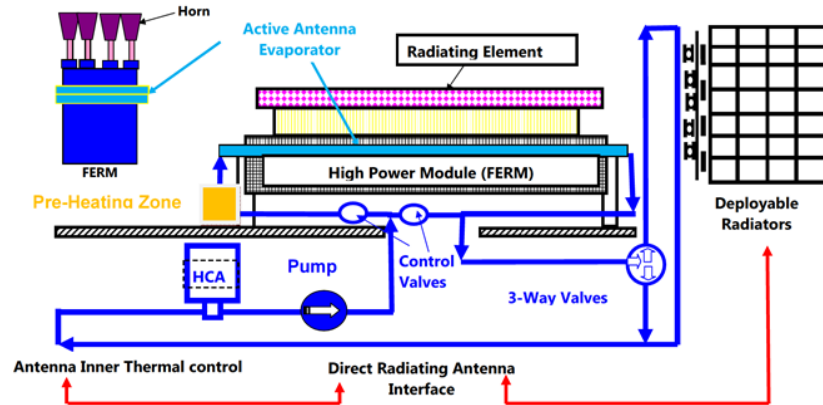 Horn
Active Antenna
Evaporator
Radiating Element
FERM
High Power Module (FERM)
Pre-Heating Zone
Deployable
Radiators
HCA
Pump
Control
Valves
3-Way Valves
Antenna Inner Thermal control
Direct Radiating Antenna
Interface